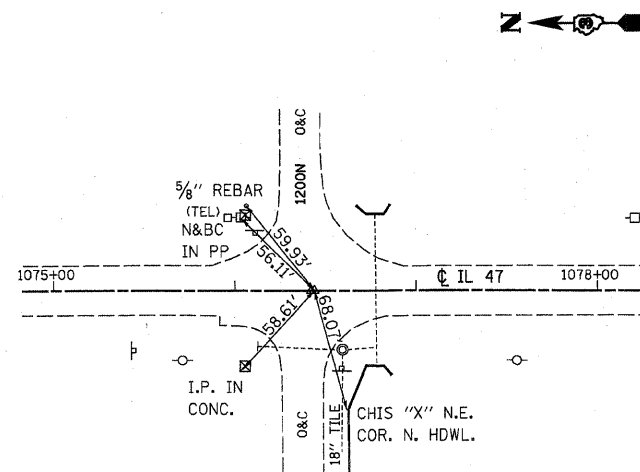 N
O&C
1200N
5/8" REBAR
(TEL)
N&BC
IN PP
59.93'
56.11'
1075+00
℄ IL 47
1078+00
58.61'
68.07'
I.P. IN
CONC.
O&C
18" TILE
CHIS "X" N.E.
COR. N. HDWL.